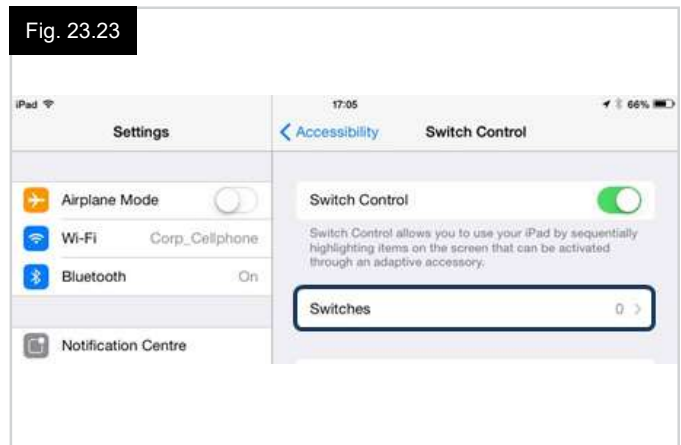 Fig. 23.23
iPad 17:05 66%
Settings
Accessibility Switch Control
Airplane Mode
Wi-Fi Corp_Cellphone
Bluetooth On
Notification Centre
Switch Control
Switch Control allows you to use your iPad by sequentially
highlighting items on the screen that can be activated
through an adaptive accessory.
Switches 0